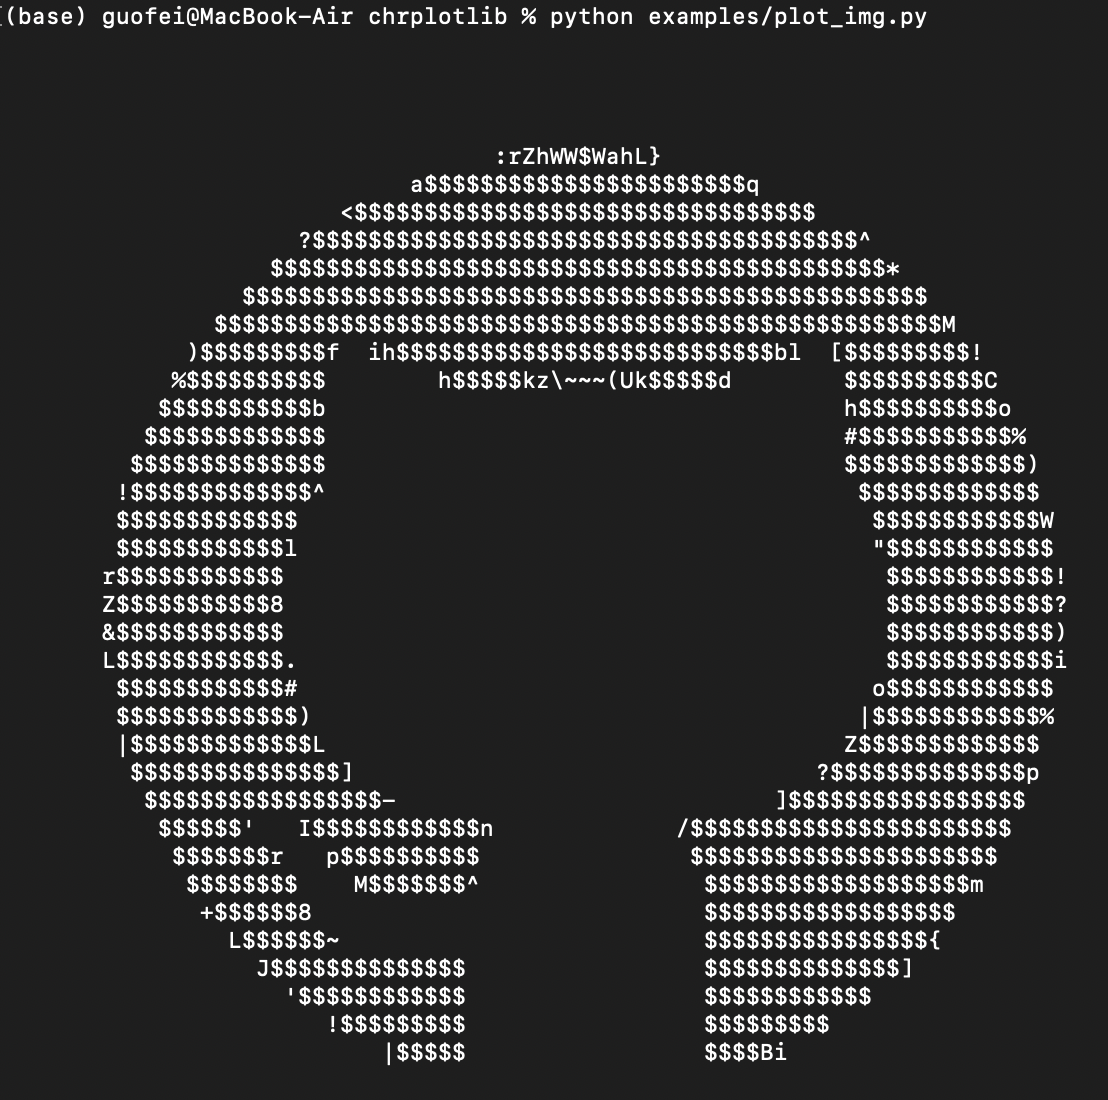 (base) guofei@MacBook-Air chrplotlib % python examples/plot_img.py
:rZhWW$WahL}
a$$$$$$$$$$$$$$$$$$$$$$$q
<$$$$$$$$$$$$$$$$$$$$$$$$$$$$$$$$$
?$$$$$$$$$$$$$$$$$$$$$$$$$$$$$$$$$$$$$$$^
$$$$$$$$$$$$$$$$$$$$$$$$$$$$$$$$$$$$$$$$$$$$*
$$$$$$$$$$$$$$$$$$$$$$$$$$$$$$$$$$$$$$$$$$$$$$$$$
$$$$$$$$$$$$$$$$$$$$$$$$$$$$$$$$$$$$$$$$$$$$$$$$$$$$M
)$$$$$$$$$f  ih$$$$$$$$$$$$$$$$$$$$$$$$$$$bl  [$$$$$$$$$!
%$$$$$$$$$$        h$$$$$kz\~~~(Uk$$$$$d        $$$$$$$$$$C
$$$$$$$$$$$b                                     h$$$$$$$$$$o
$$$$$$$$$$$$$                                     #$$$$$$$$$$$%
$$$$$$$$$$$$$$                                     $$$$$$$$$$$$$)
!$$$$$$$$$$$$$^                                      $$$$$$$$$$$$$
$$$$$$$$$$$$$                                         $$$$$$$$$$$$W
$$$$$$$$$$$$l                                         "$$$$$$$$$$$$
r$$$$$$$$$$$$                                           $$$$$$$$$$$$!
Z$$$$$$$$$$$8                                           $$$$$$$$$$$$?
&$$$$$$$$$$$$                                           $$$$$$$$$$$$)
L$$$$$$$$$$$$.                                          $$$$$$$$$$$$i
$$$$$$$$$$$$#                                         o$$$$$$$$$$$$
$$$$$$$$$$$$$)                                       |$$$$$$$$$$$$%
|$$$$$$$$$$$$$L                                     Z$$$$$$$$$$$$$
$$$$$$$$$$$$$$$]                                 ?$$$$$$$$$$$$$$p
$$$$$$$$$$$$$$$$$-                           ]$$$$$$$$$$$$$$$$$
$$$$$$'   I$$$$$$$$$$$$n             /$$$$$$$$$$$$$$$$$$$$$$$
$$$$$$$r   p$$$$$$$$$$               $$$$$$$$$$$$$$$$$$$$$$
$$$$$$$$    M$$$$$$$^                $$$$$$$$$$$$$$$$$$$m
+$$$$$$8                            $$$$$$$$$$$$$$$$$$
L$$$$$$~                          $$$$$$$$$$$$$$$${
J$$$$$$$$$$$$$$                 $$$$$$$$$$$$$$]
'$$$$$$$$$$$$                 $$$$$$$$$$$$
!$$$$$$$$$                 $$$$$$$$$
|$$$$$                 $$$$Bi